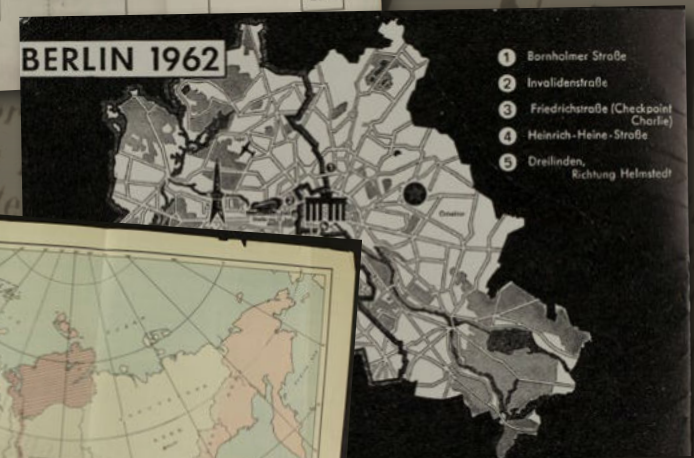 BERLIN 1962
1 Bornholmer Straße
2 Invalidenstraße
3 Friedrichstraße (Checkpoint
Charlie)
4 Heinrich-Heine-Straße
5 Dreilinden,
Richtung Helmstedt